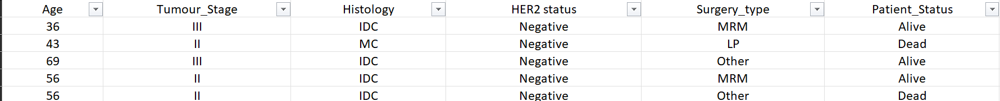 Age Tumour_Stage Histology HER2 status Surgery_type Patient_Status
36 III IDC Negative MRM Alive
43 II MC Negative LP Dead
69 III IDC Negative Other Alive
56 II IDC Negative MRM Alive
56 II IDC Negative Other Dead